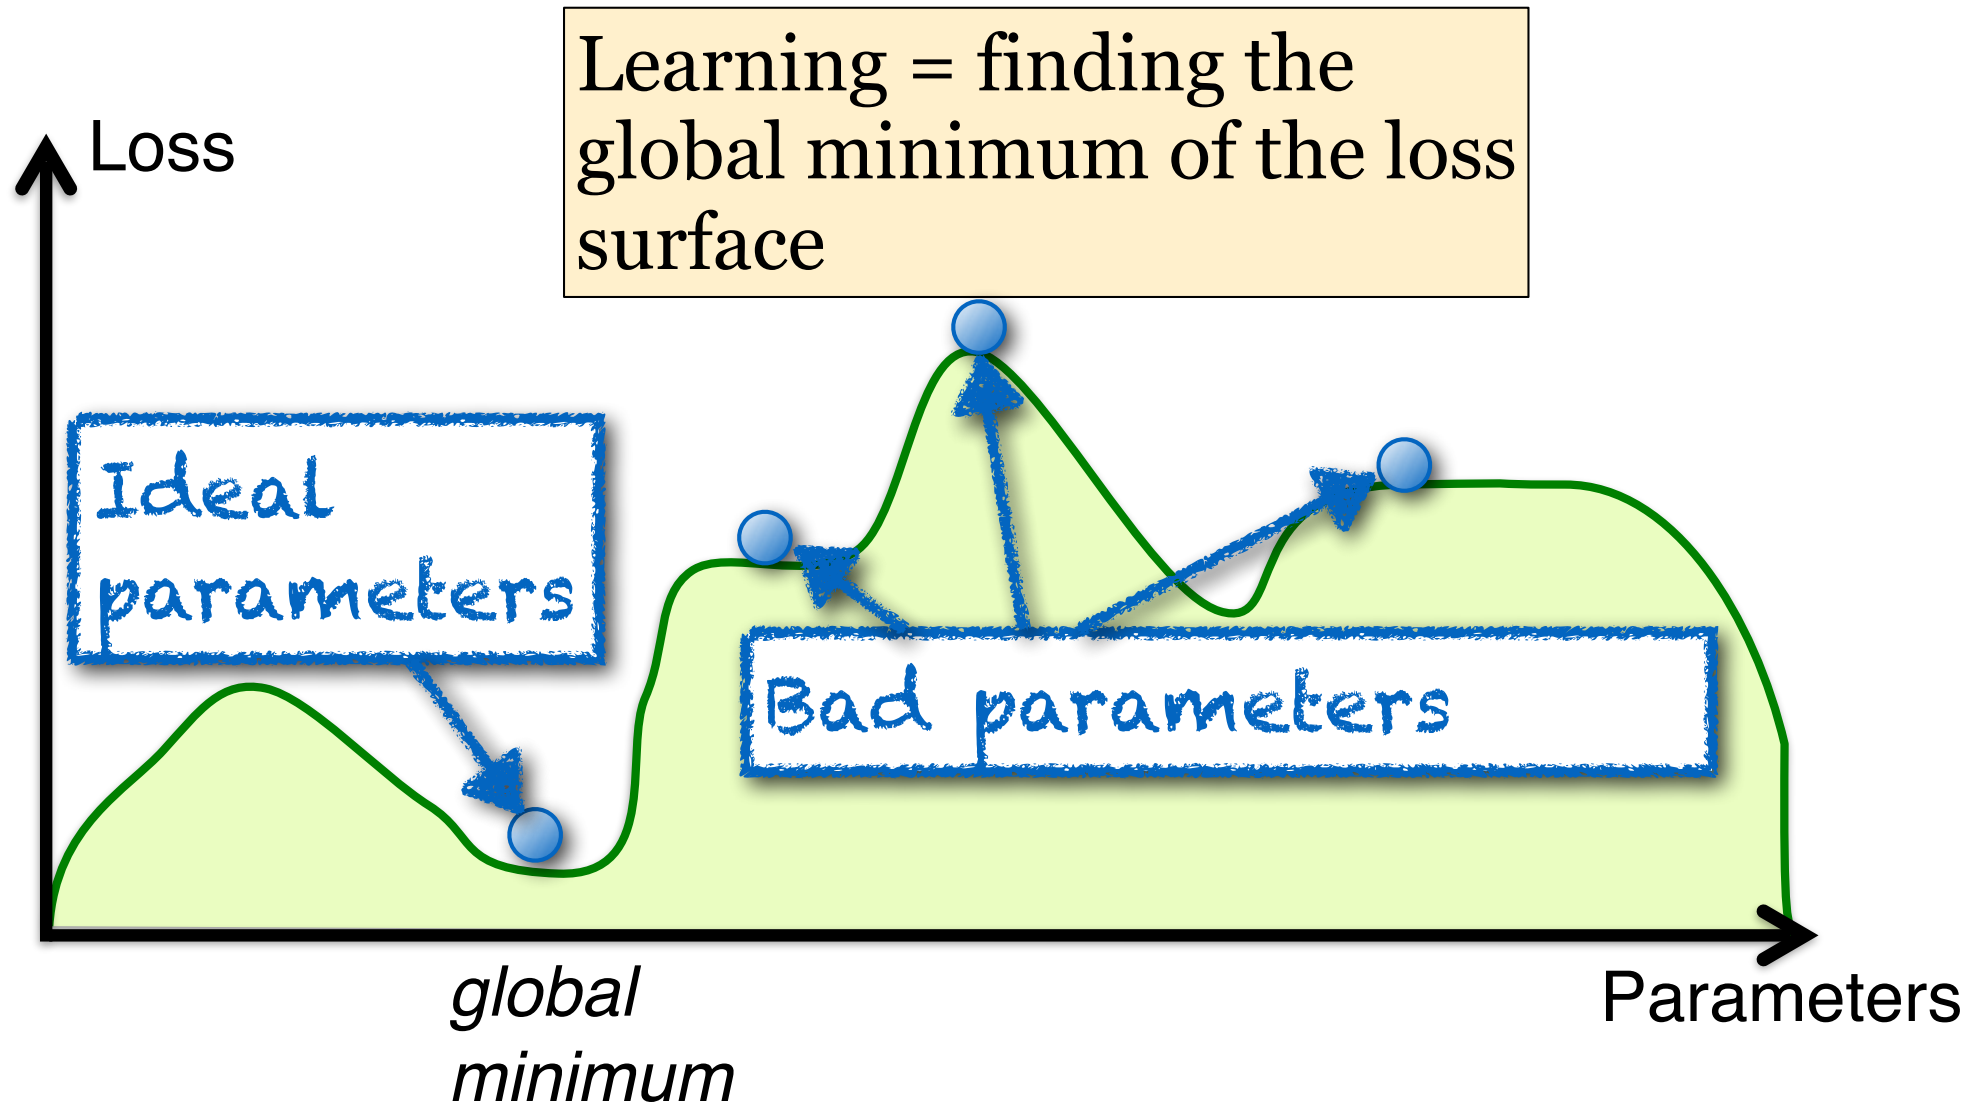 Learning = finding the
global minimum of the loss
surface
Loss
Ideal
parameters
Bad parameters
global
minimum
Parameters